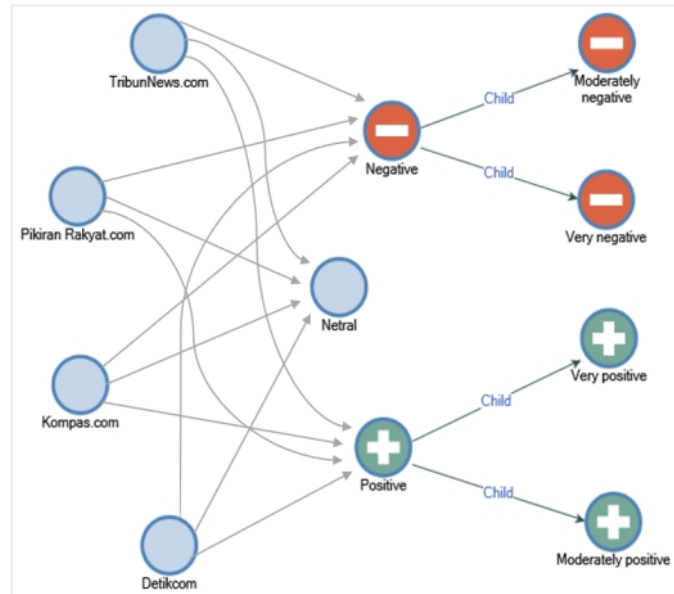 TribunNews.com
Moderately
negative
Child
Negative
Child
Pikiran Rakyat.com
Very negative
Netral
Very positive
Child
Kompas.com
Positive
Child
Moderately positive
Detikcom